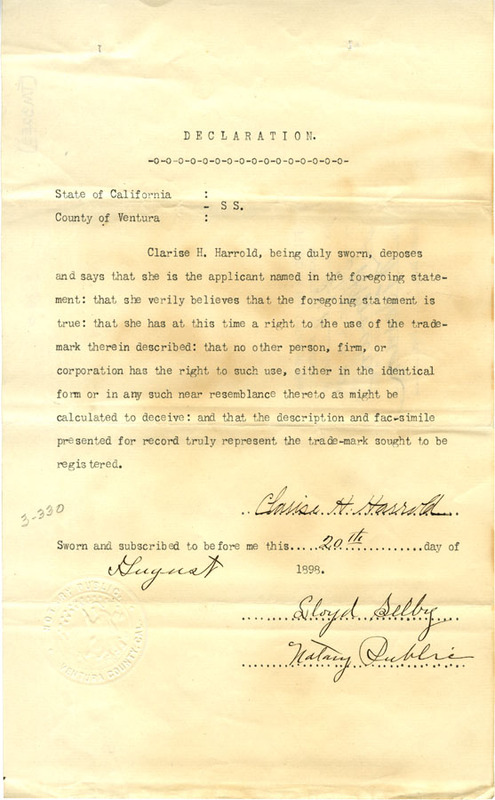 DECLARATION.
-o-o-o-o-o-o-o-o-o-o-o-o-o-o-o-o-
State of California :
- SS.
County of Ventura :
Clarise H. Harrold, being duly sworn, deposes
and says that she is the applicant named in the foregoing state-
ment: that she verily believes that the foregoing statement is
true: that she has at this time a right to the use of the trade-
mark therein described: that no other person, firm, or
corporation has the right to such use, either in the identical
form or in any such near resemblance thereto as might be
calculated to deceive: and that the description and fac-simile
presented for record truly represent the trade-mark sought to be
registered.
Clarise H. Harrold
3-330
Sworn and subscribed to before me this.....20th..............day of
August 1898.
Lloyd Selby
Notary Public
NOTARY PUBLIC
VENTURA COUNTY, CAL.